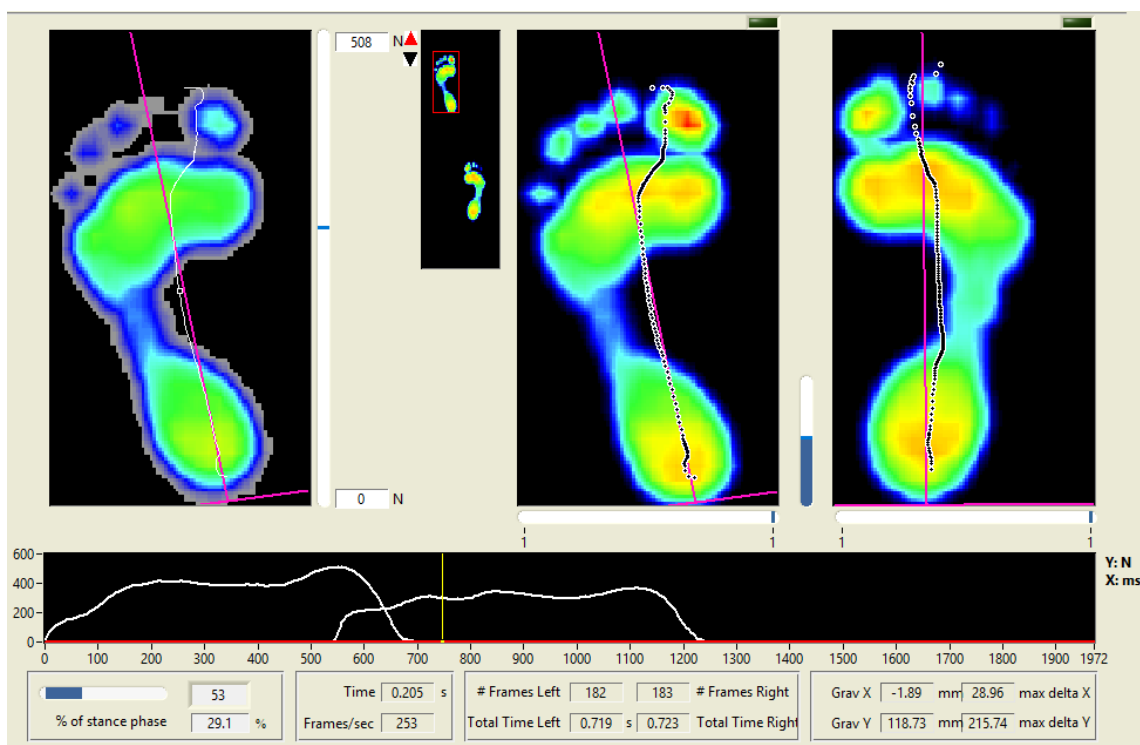 508 N
0 N
1 1 1 1
600
400
200
0
Y: N
X: ms
0 100 200 300 400 500 600 700 800 900 1000 1100 1200 1300 1400 1500 1600 1700 1800 1900 1972
53
% of stance phase 29.1 %
Time 0.205 s
Frames/sec 253
# Frames Left 182 183 # Frames Right
Total Time Left 0.719 s 0.723 Total Time Right
Grav X -1.89 mm 28.96 max delta X
Grav Y 118.73 mm 215.74 max delta Y